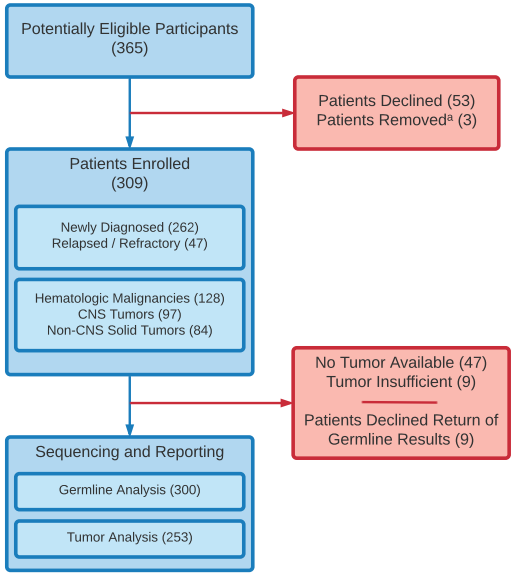 Potentially Eligible Participants
(365)
Patients Declined (53)
Patients Removedᵃ (3)
Patients Enrolled
(309)
Newly Diagnosed (262)
Relapsed / Refractory (47)
Hematologic Malignancies (128)
CNS Tumors (97)
Non-CNS Solid Tumors (84)
No Tumor Available (47)
Tumor Insufficient (9)
Patients Declined Return of
Germline Results (9)
Sequencing and Reporting
Germline Analysis (300)
Tumor Analysis (253)